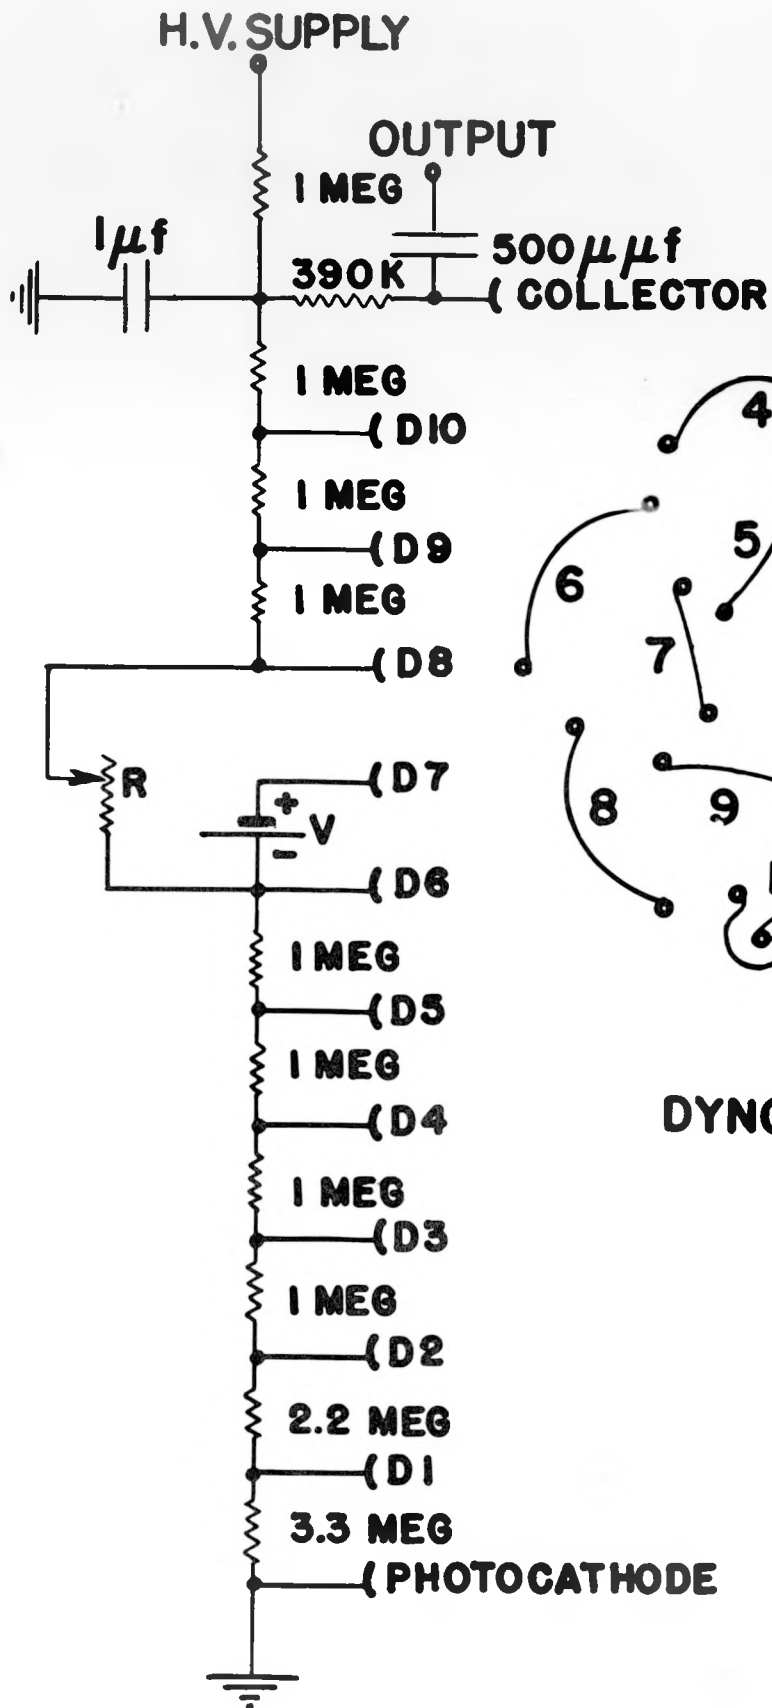 H.V. SUPPLY
OUTPUT
1 MEG
1μf
500μμf
390K
(COLLECTOR
1 MEG
(D10
1 MEG
(D9
1 MEG
(D8
4
5
6
7
8
9
R
(D7
+
V
-
(D6
1 MEG
(D5
1 MEG
(D4
1 MEG
(D3
1 MEG
(D2
2.2 MEG
(D1
3.3 MEG
(PHOTOCATHODE